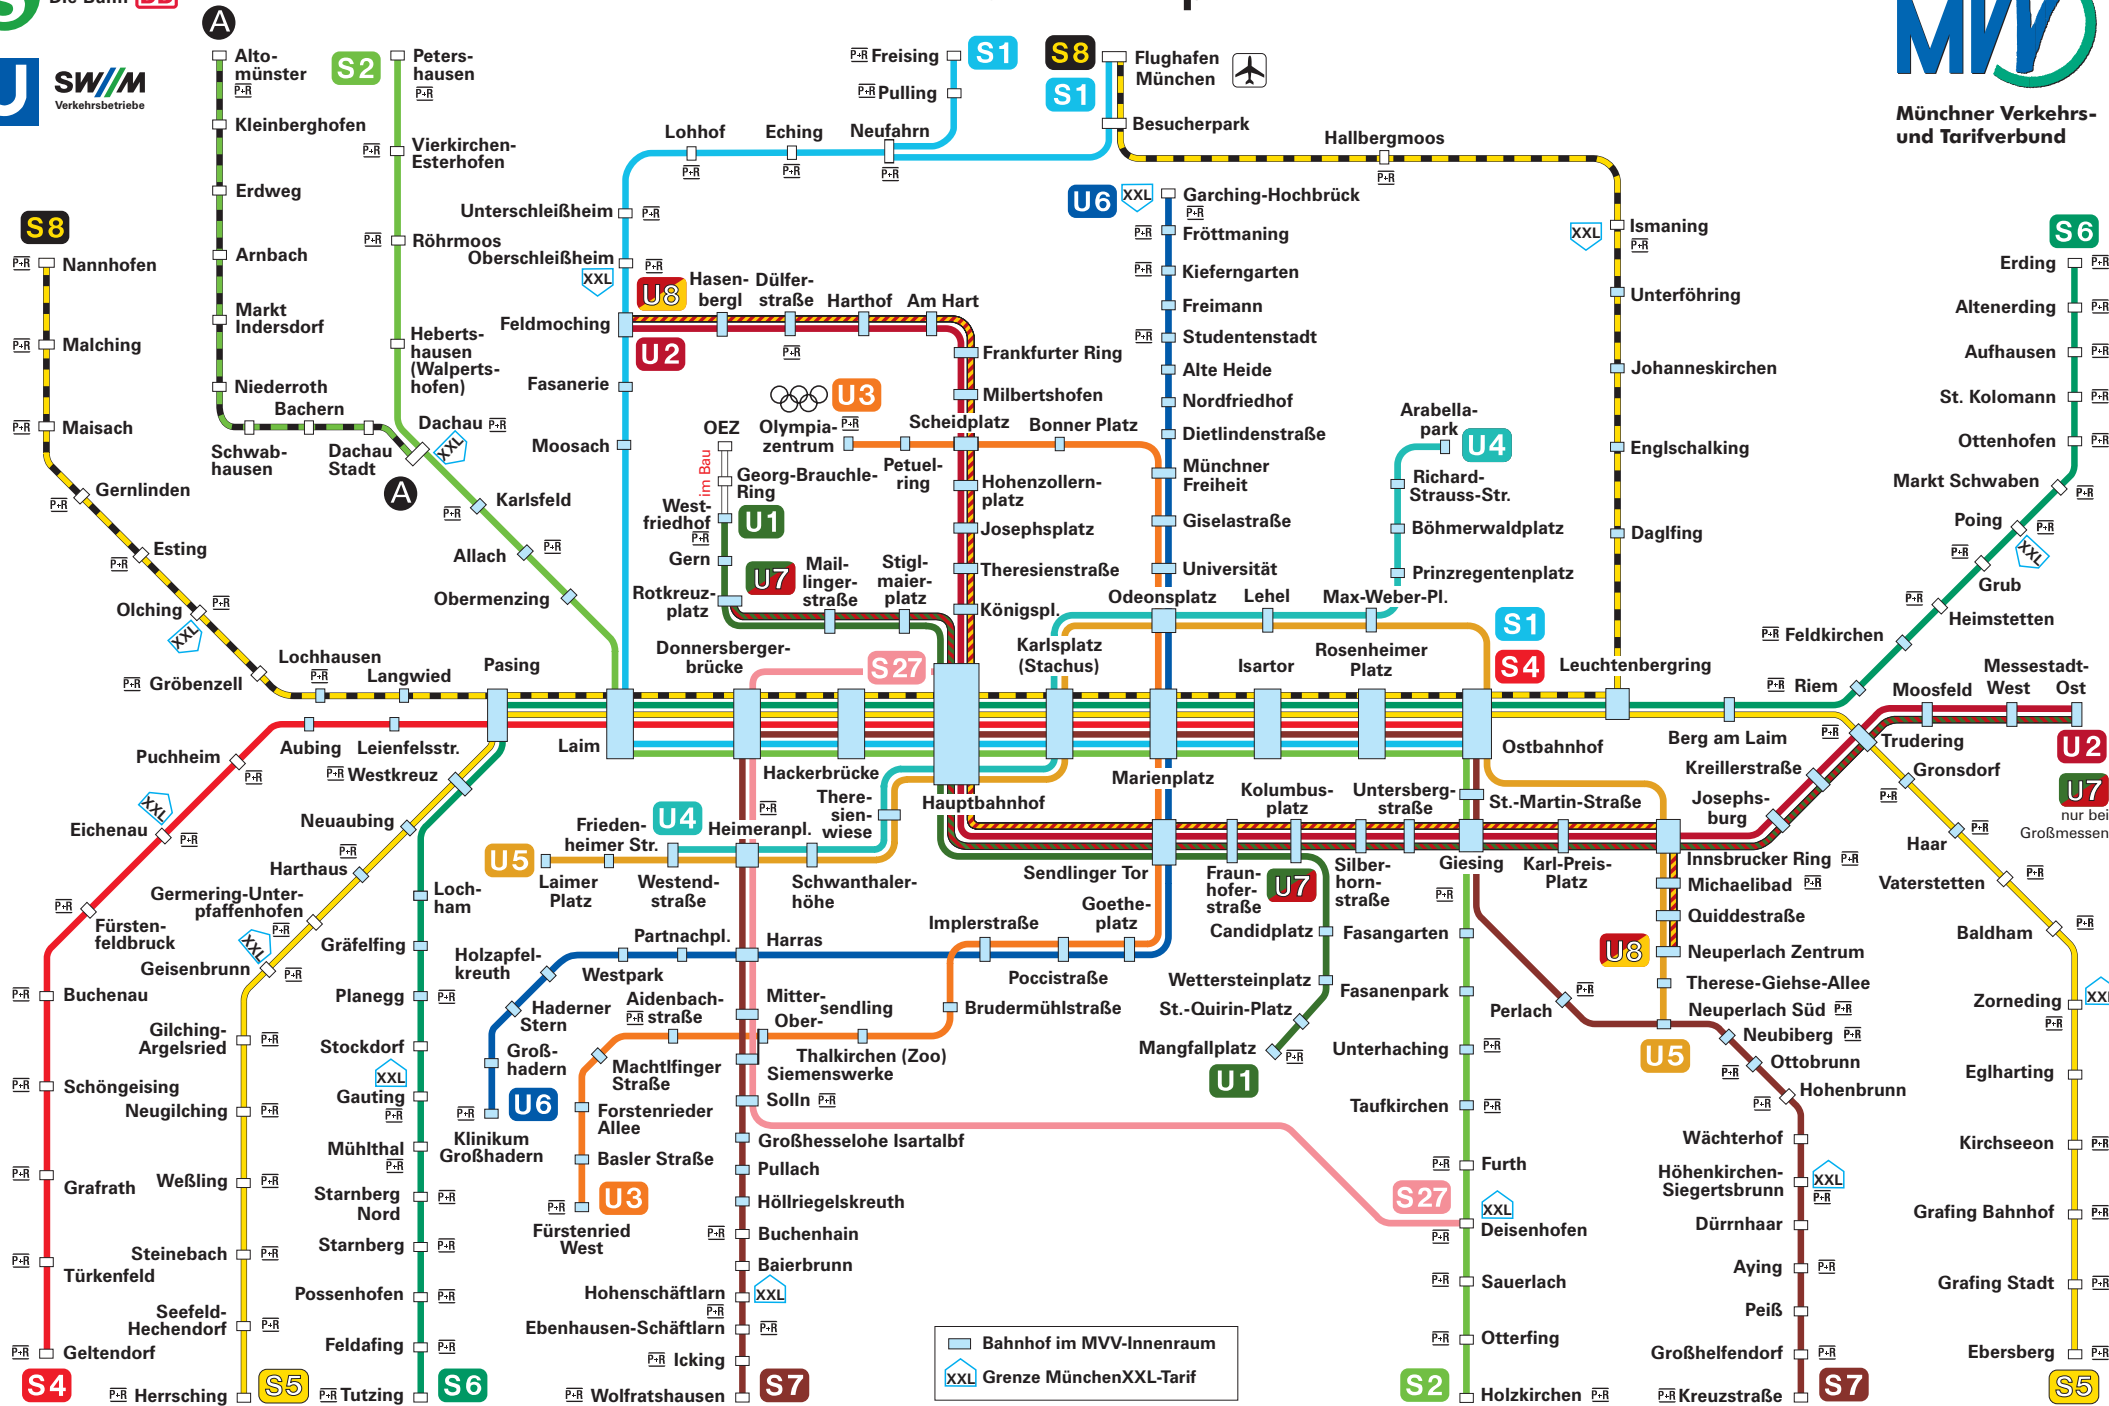 Die Bahn DB
U
SWM
Verkehrsbetriebe
MVV
Münchner Verkehrs-
und Tarifverbund
A
Alto-
münster
P+R
Kleinberghofen
Erdweg
Arnbach
Markt
Indersdorf
Niederroth
Schwab-
hausen
Bachern
Dachau
Stadt
A
S2
Peters-
hausen
P+R
P+R
Vierkirchen-
Esterhofen
P+R
Röhrmoos
Heberts-
hausen
(Walperts-
hofen)
Dachau P+R
XXL
Karlsfeld
P+R
Allach
P+R
Obermenzing
P+R Freising
S1
P+R Pulling
Neufahrn
P+R
Eching
P+R
Lohhof
P+R
Unterschleißheim P+R
Oberschleißheim P+R
XXL
Feldmoching
Fasanerie
Moosach
S8
S1
Flughafen
München
Besucherpark
Hallbergmoos
P+R
Ismaning
P+R
XXL
Unterföhring
Johanneskirchen
Englschalking
Daglfing
Leuchtenbergring
S8
P+R Nannhofen
P+R Malching
P+R Maisach
Gernlinden
P+R
Esting
P+R
Olching P+R
XXL
P+R Gröbenzell
Lochhausen
P+R
Langwied
Pasing
U8
U2
Hasen-
bergl
Dülfer-
straße
P+R
Harthof
Am Hart
Frankfurter Ring
Milbertshofen
Scheidplatz
Hohenzollern-
platz
Josephsplatz
Theresienstraße
Königspl.
U3
Olympia-
zentrum
P+R
Petuel-
ring
Bonner Platz
OEZ
im Bau
Georg-Brauchle-
Ring
West-
friedhof
P+R
U1
Gern
U7
Rotkreuz-
platz
Mail-
linger-
straße
Stigl-
maier-
platz
U6
XXL
Garching-Hochbrück
P+R
P+R Fröttmaning
P+R Kieferngarten
Freimann
P+R Studentenstadt
Alte Heide
Nordfriedhof
Dietlindenstraße
Münchner
Freiheit
Giselastraße
Universität
Odeonsplatz
Lehel
Max-Weber-Pl.
Arabella-
park
U4
Richard-
Strauss-Str.
Böhmerwaldplatz
Prinzregentenplatz
S6
Erding P+R
Altenerding P+R
Aufhausen P+R
St. Kolomann P+R
Ottenhofen P+R
Markt Schwaben
P+R
Poing
P+R
XXL
P+R
Grub
P+R
Heimstetten
P+R Feldkirchen
P+R Riem
Moosfeld
Messestadt-
West Ost
U2
U7
nur bei
Großmessen
Donnersberger-
brücke
S27
Karlsplatz
(Stachus)
Isartor
Rosenheimer
Platz
S1
S4
Laim
Hackerbrücke
Hauptbahnhof
Marienplatz
Ostbahnhof
Berg am Laim
P+R
Trudering
Kreillerstraße
Josephs-
burg
Gronsdorf
P+R
Haar
P+R
Vaterstetten
P+R
Baldham
P+R
XXL
Zorneding
P+R
Eglharting
Kirchseeon P+R
Grafing Bahnhof P+R
Grafing Stadt P+R
Ebersberg P+R
S5
Aubing
Leienfelsstr.
Puchheim
P+R
XXL
Eichenau
P+R
P+R
Fürsten-
feldbruck
P+R Buchenau
P+R Schöngeising
P+R
Grafrath
P+R
Türkenfeld
P+R Geltendorf
S4
P+R Westkreuz
Neuaubing
Harthaus
P+R
Germering-Unter-
pfaffenhofen
P+R
XXL
Geisenbrunn
P+R
Gilching-
Argelsried
P+R
Neugilching P+R
Weßling P+R
Steinebach P+R
Seefeld-
Hechendorf
P+R
P+R Herrsching
S5
Loch-
ham
Gräfelfing
Planegg P+R
Stockdorf
XXL
Gauting
P+R
Mühlthal
P+R
Starnberg
Nord
P+R
Starnberg P+R
Possenhofen P+R
Feldafing P+R
P+R Tutzing
S6
U5
Laimer
Platz
Frieden-
heimer Str.
U4
Westend-
straße
Heimeranpl.
P+R
Schwanthaler-
höhe
There-
sien-
wiese
Sendlinger Tor
Goethe-
platz
Poccistraße
Implerstraße
Brudermühlstraße
Harras
Partnachpl.
Westpark
Holzapfel-
kreuth
Haderner
Stern
Groß-
hadern
U6
P+R
Klinikum
Großhadern
Mitter-
sendling
Ober-
Thalkirchen (Zoo)
Siemenswerke
Aidenbach-
P+R straße
Machtlfinger
Straße
Forstenrieder
Allee
Basler Straße
P+R
U3
Fürstenried
West
Solln P+R
Großhesselohe Isartalbf
Pullach
Höllriegelskreuth
P+R Buchenhain
Baierbrunn
Hohenschäftlarn
P+R
XXL
Ebenhausen-Schäftlarn P+R
P+R Icking
P+R Wolfratshausen
S7
Fraun-
hofer-
straße
Kolumbus-
platz
U7
Candidplatz
Wettersteinplatz
St.-Quirin-Platz
Mangfallplatz P+R
U1
Silber-
horn-
straße
Untersberg-
straße
St.-Martin-Straße
Giesing
P+R
Karl-Preis-
Platz
Innsbrucker Ring P+R
Michaelibad P+R
Quiddestraße
U8
Neuperlach Zentrum
Therese-Giehse-Allee
Neuperlach Süd P+R
U5
Fasangarten
Fasanenpark
Unterhaching P+R
Taufkirchen P+R
P+R Furth
S27
XXL
Deisenhofen
P+R
P+R Sauerlach
P+R Otterfing
S2
Holzkirchen P+R
Perlach
P+R
Neubiberg P+R
Ottobrunn
P+R
Hohenbrunn
P+R
Wächterhof
Höhenkirchen-
Siegertsbrunn
XXL
P+R
Dürrnhaar
Aying P+R
Peiß
Großhelfendorf P+R
P+R Kreuzstraße
S7
Bahnhof im MVV-Innenraum
XXL Grenze MünchenXXL-Tarif